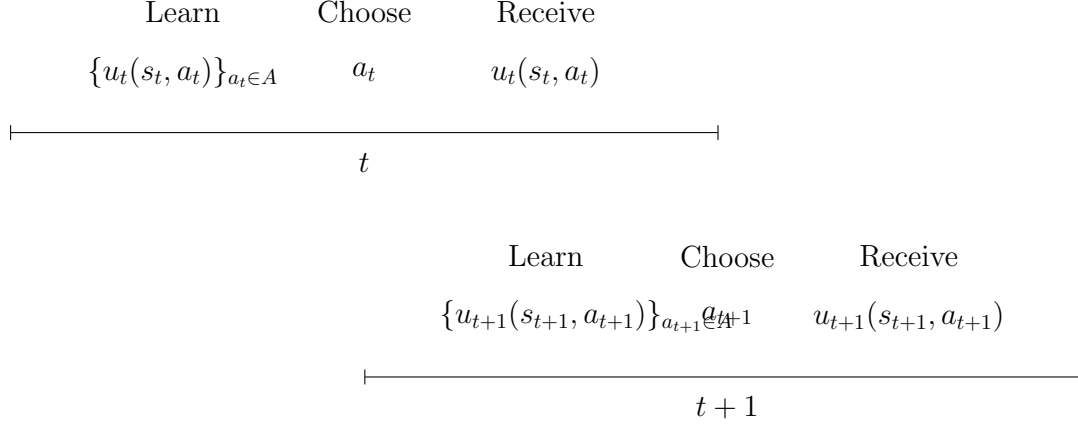 Learn Choose Receive
{u_t(s_t, a_t)}_{a_t∈A} a_t u_t(s_t, a_t)
t
Learn Choose Receive
{u_{t+1}(s_{t+1}, a_{t+1})}_{a_{t+1}∈A} a_{t+1} u_{t+1}(s_{t+1}, a_{t+1})
t + 1